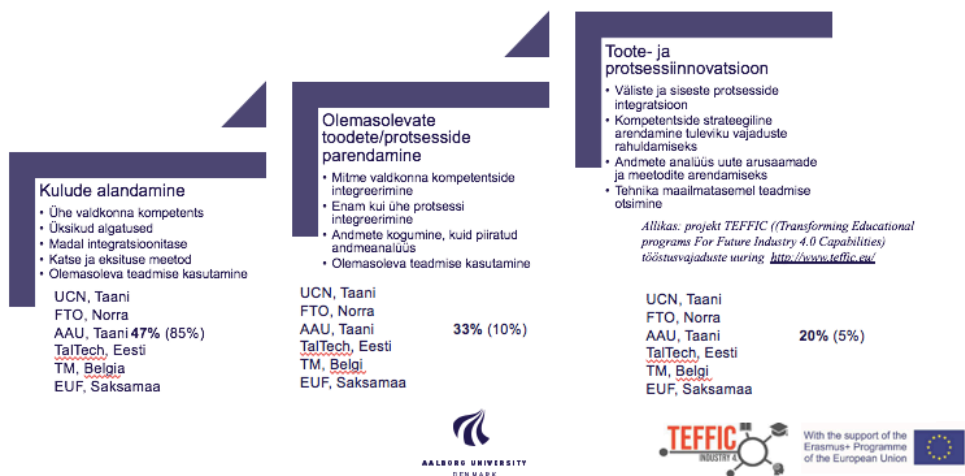 Kulude alandamine
• Ühe valdkonna kompetents
• Üksikud algatused
• Madal integratsioonitase
• Katse ja eksituse meetod
• Olemasoleva teadmise kasutamine
UCN, Taani
FTO, Norra
AAU, Taani 47% (85%)
TalTech, Eesti
TM, Belgia
EUF, Saksamaa
Olemasolevate
toodete/protsesside
parendamine
• Mitme valdkonna kompetentside
integreerimine
• Enam kui ühe protsessi
integreerimine
• Andmete kogumine, kuid piiratud
andmeanalüüs
• Olemasoleva teadmise kasutamine
UCN, Taani
FTO, Norra
AAU, Taani 33% (10%)
TalTech, Eesti
TM, Belgi
EUF, Saksamaa
Toote- ja
protsessiinnovatsioon
• Väliste ja siseste protsesside
integratsioon
• Kompetentside strateegiline
arendamine tuleviku vajaduste
rahuldamiseks
• Andmete analüüs uute arusaamade
ja meetodite arendamiseks
• Tehnika maailmatasemel teadmise
otsimine
Allikas: projekt TEFFIC ((Transforming Educational
programs For Future Industry 4.0 Capabilities)
tööstusvajaduste uuring http://www.teffic.eu/
UCN, Taani
FTO, Norra
AAU, Taani 20% (5%)
TalTech, Eesti
TM, Belgi
EUF, Saksamaa
AALBORG UNIVERSITY
DENMARK
TEFFIC
INDUSTRY 4.
With the support of the
Erasmus+ Programme
of the European Union